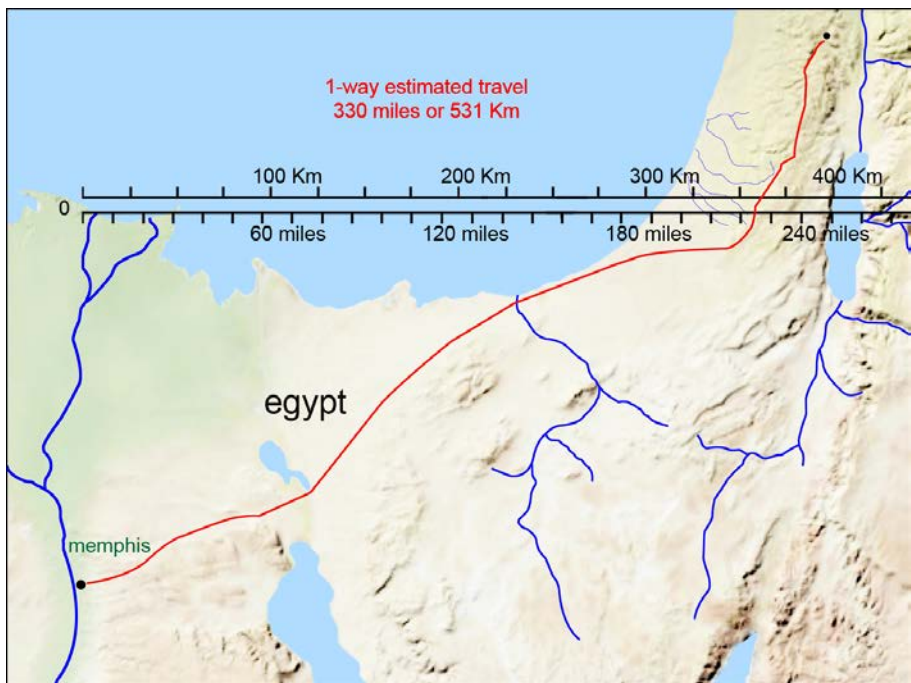 1-way estimated travel
330 miles or 531 Km
100 Km 200 Km 300 Km 400 Km
0
60 miles 120 miles 180 miles 240 miles
egypt
memphis